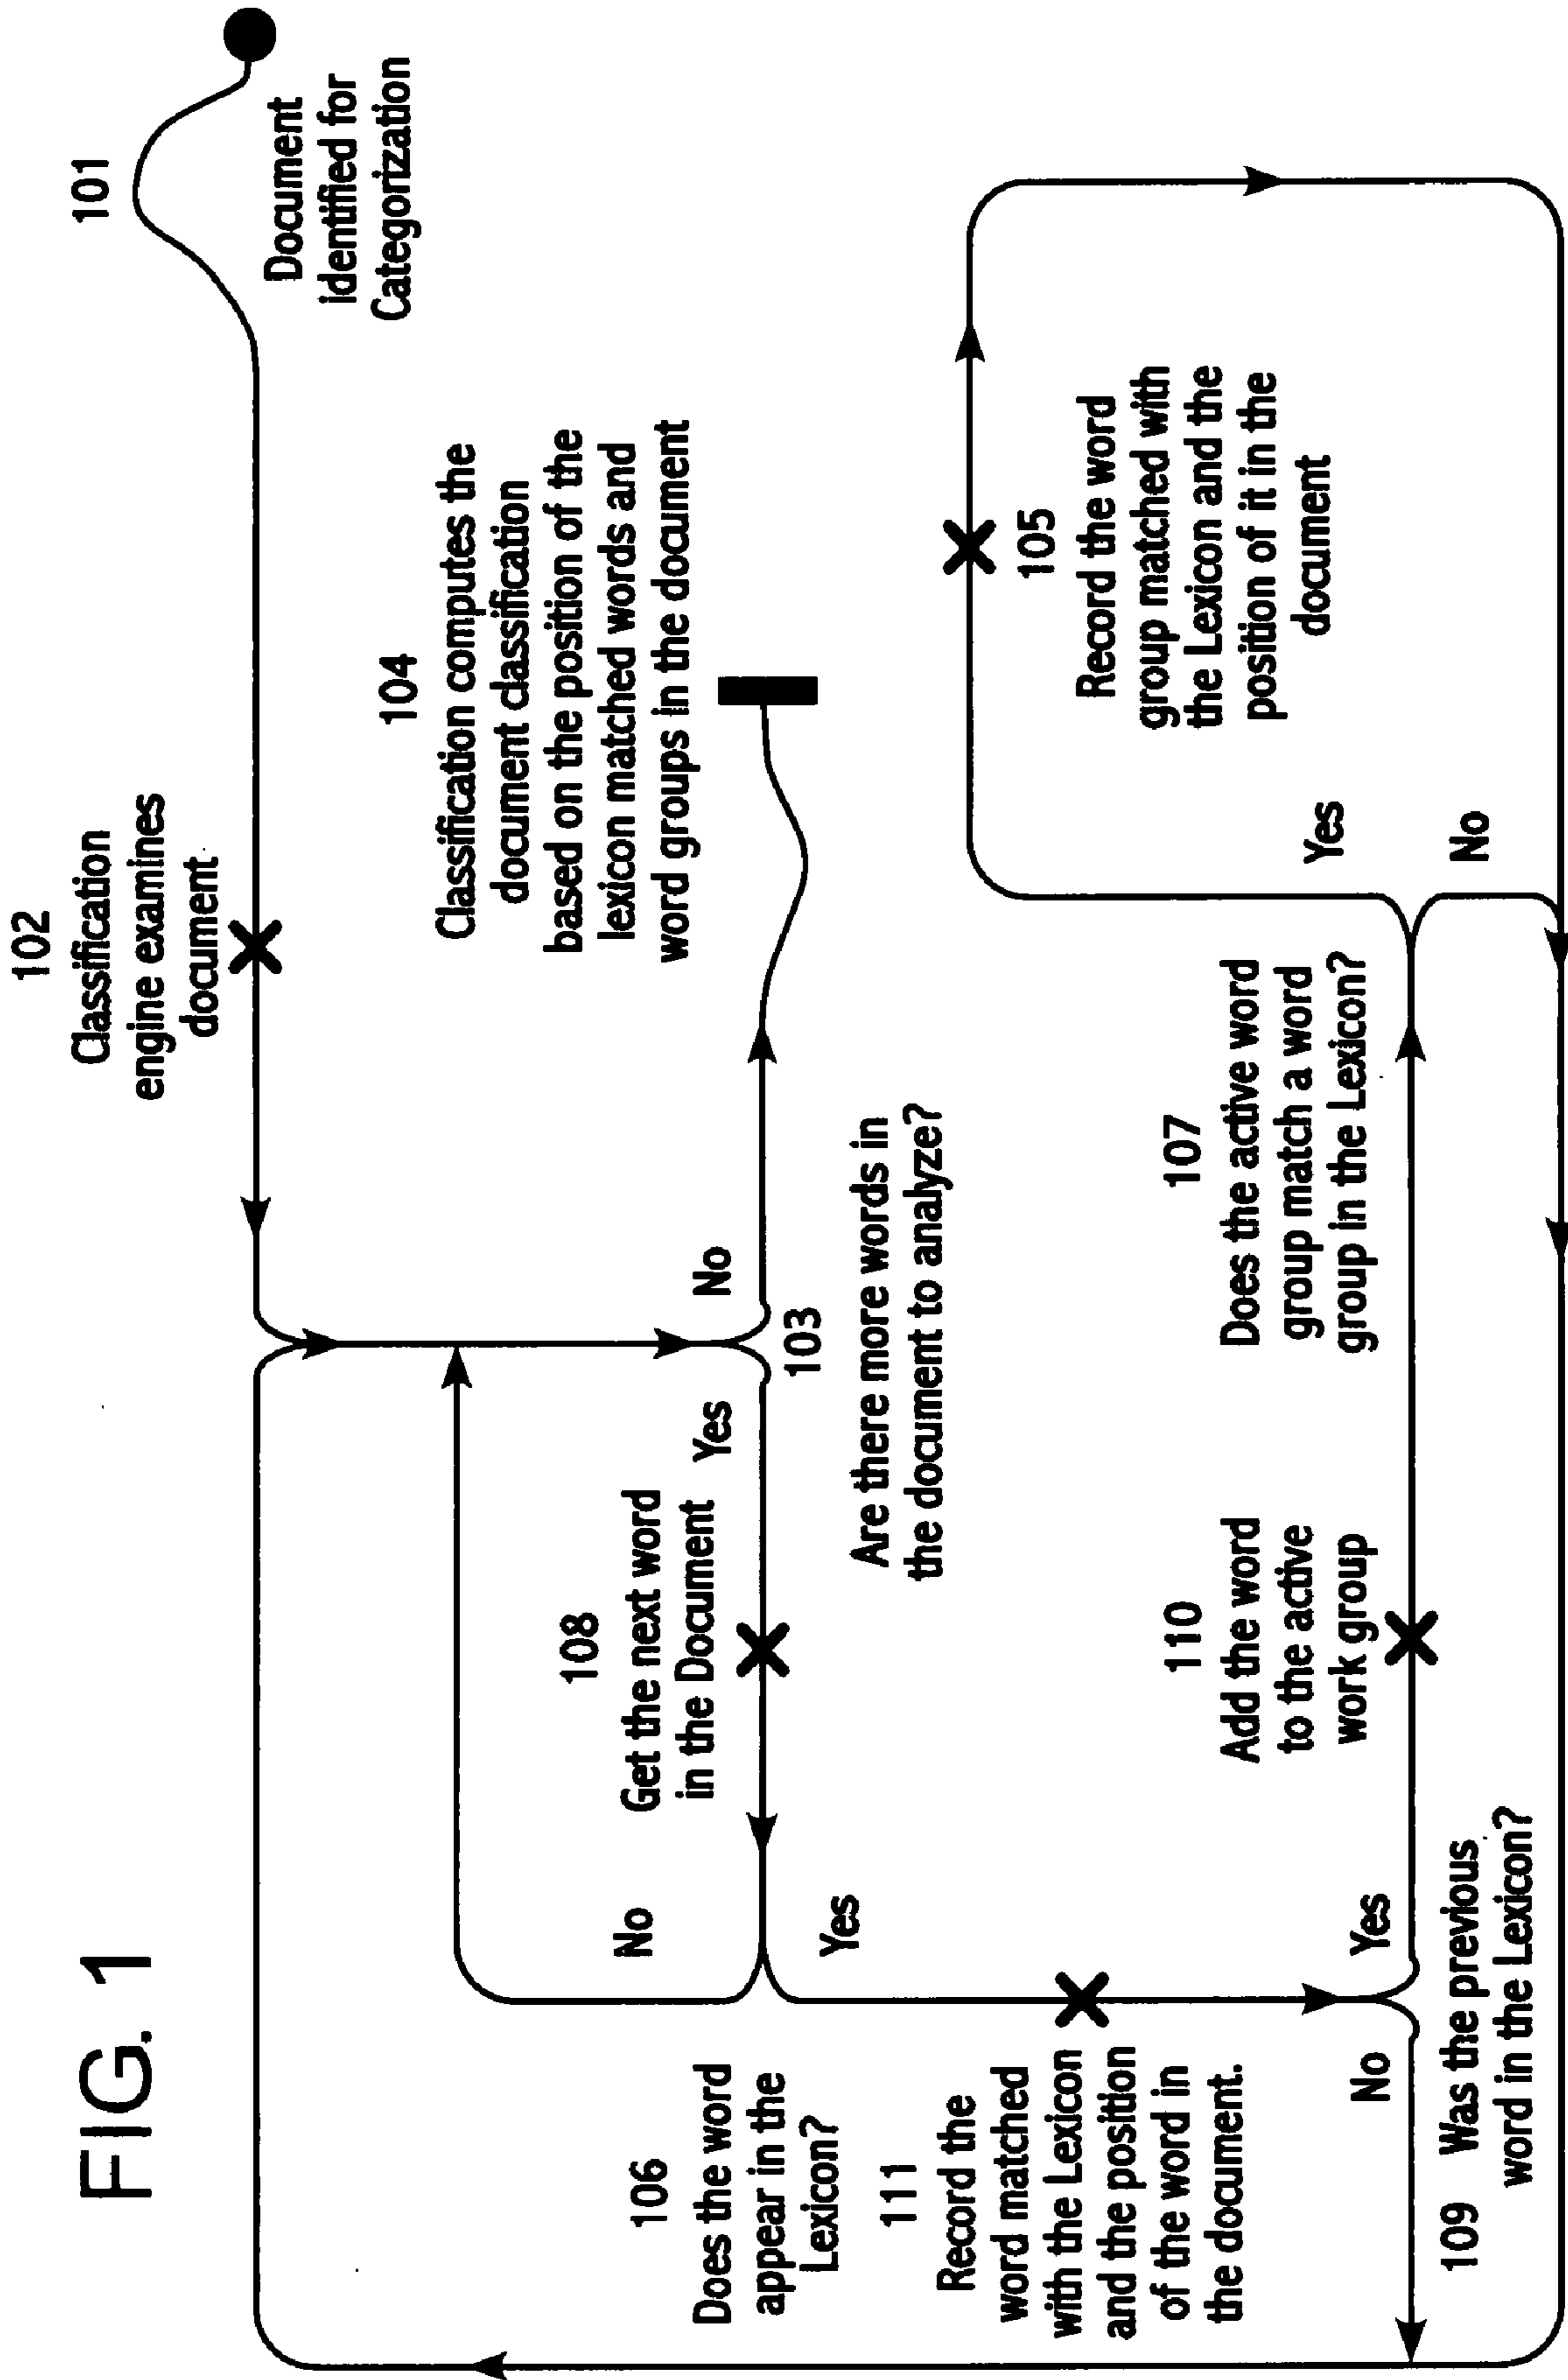 FIG. 1
101
Document
identified for
Categorization
102
Classification
engine examines
document
104
Classification computes the
document classification
based on the position of the
lexicon matched words and
word groups in the document
No
Yes
103
Are there more words in
the document to analyze?
108
Get the next word
in the Document
No
Yes
106
Does the word
appear in the
Lexicon?
111
Record the
word matched
with the Lexicon
and the position
of the word in
the document.
No
Yes
109 Was the previous
word in the Lexicon?
110
Add the word
to the active
work group
107
Does the active word
group match a word
group in the Lexicon?
Yes
No
105
Record the word
group matched with
the Lexicon and the
position of it in the
document